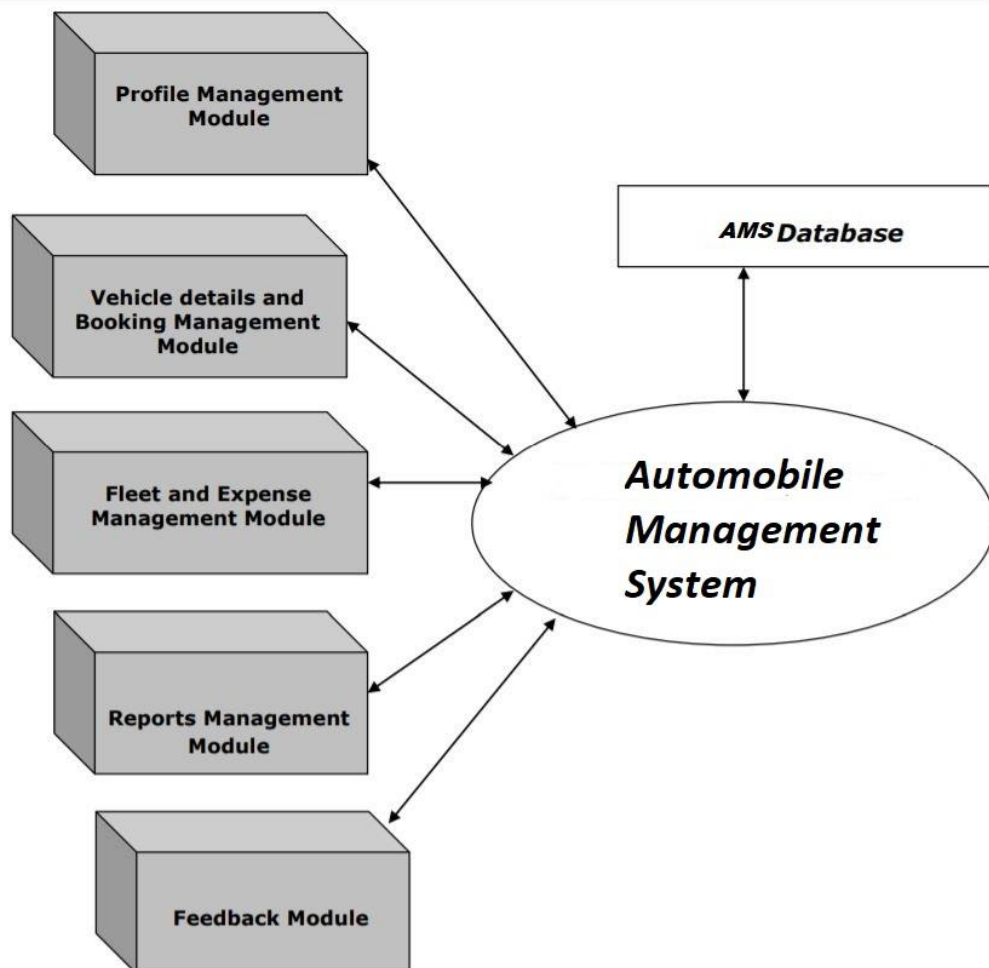 Profile Management
Module
AMS Database
Vehicle details and
Booking Management
Module
Automobile
Management
System
Fleet and Expense
Management Module
Reports Management
Module
Feedback Module